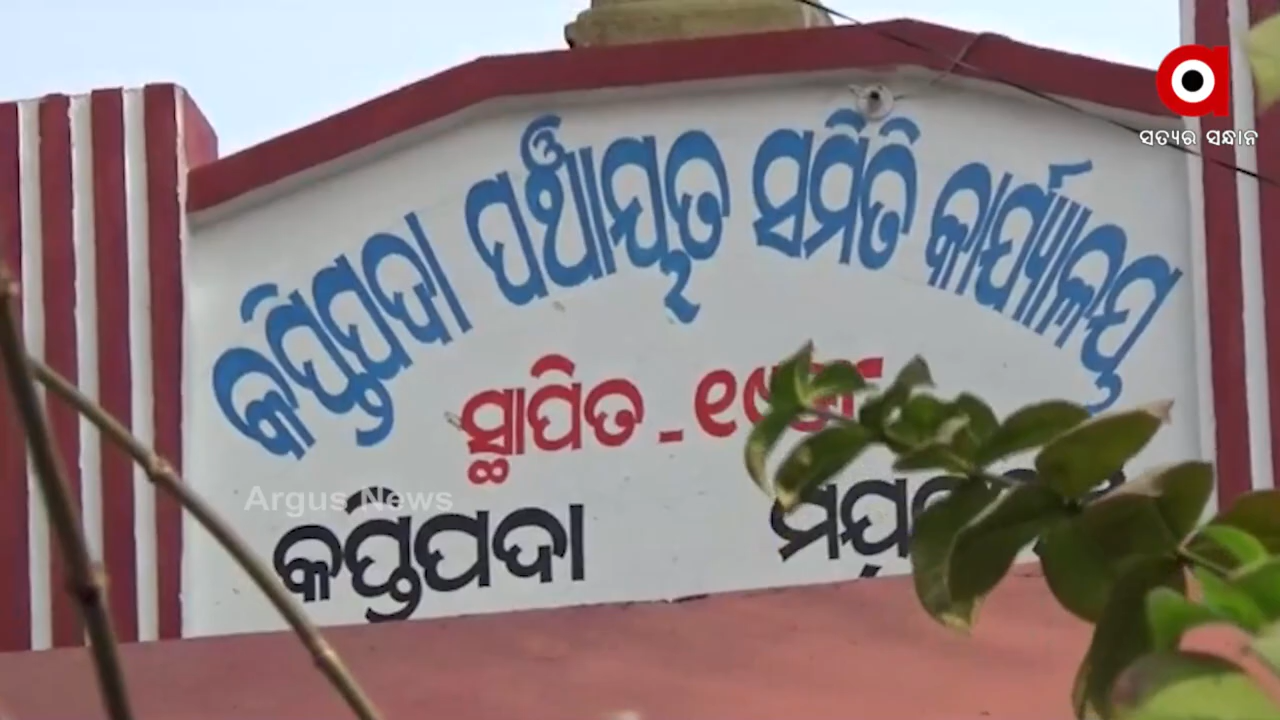 ସତ୍ୟର ସନ୍ଧାନ
କପ୍ତିପଦା ପଞ୍ଚାୟତ ସମିତି କାର୍ଯ୍ୟାଳୟ
ସ୍ଥାପିତ -
Argus News
କପ୍ତିପଦା